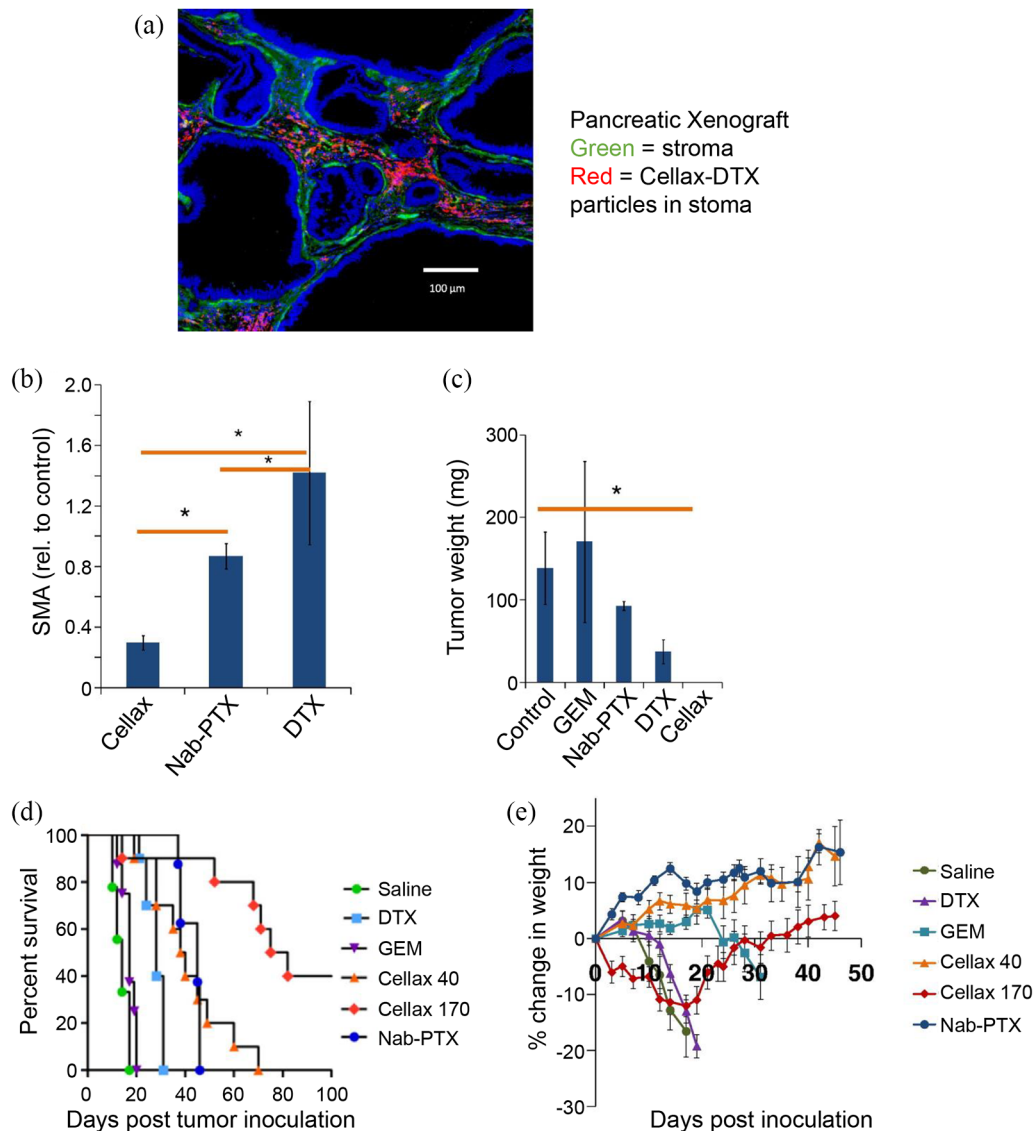 (a)
100 µm
Pancreatic Xenograft
Green = stroma
Red = Cellax-DTX
particles in stoma
(b)
SMA (rel. to control)
2.0
1.6
1.2
0.8
0.4
0
*
*
*
Cellax
Nab-PTX
DTX
(c)
Tumor weight (mg)
300
200
100
0
*
Control
GEM
Nab-PTX
DTX
Cellax
(d)
Percent survival
100
80
60
40
20
0
0 20 40 60 80 100
Days post tumor inoculation
Saline
DTX
GEM
Cellax 40
Cellax 170
Nab-PTX
(e)
% change in weight
20
10
0
-10
-20
-30
0 10 20 30 40 50
Days post inoculation
Saline
DTX
GEM
Cellax 40
Cellax 170
Nab-PTX